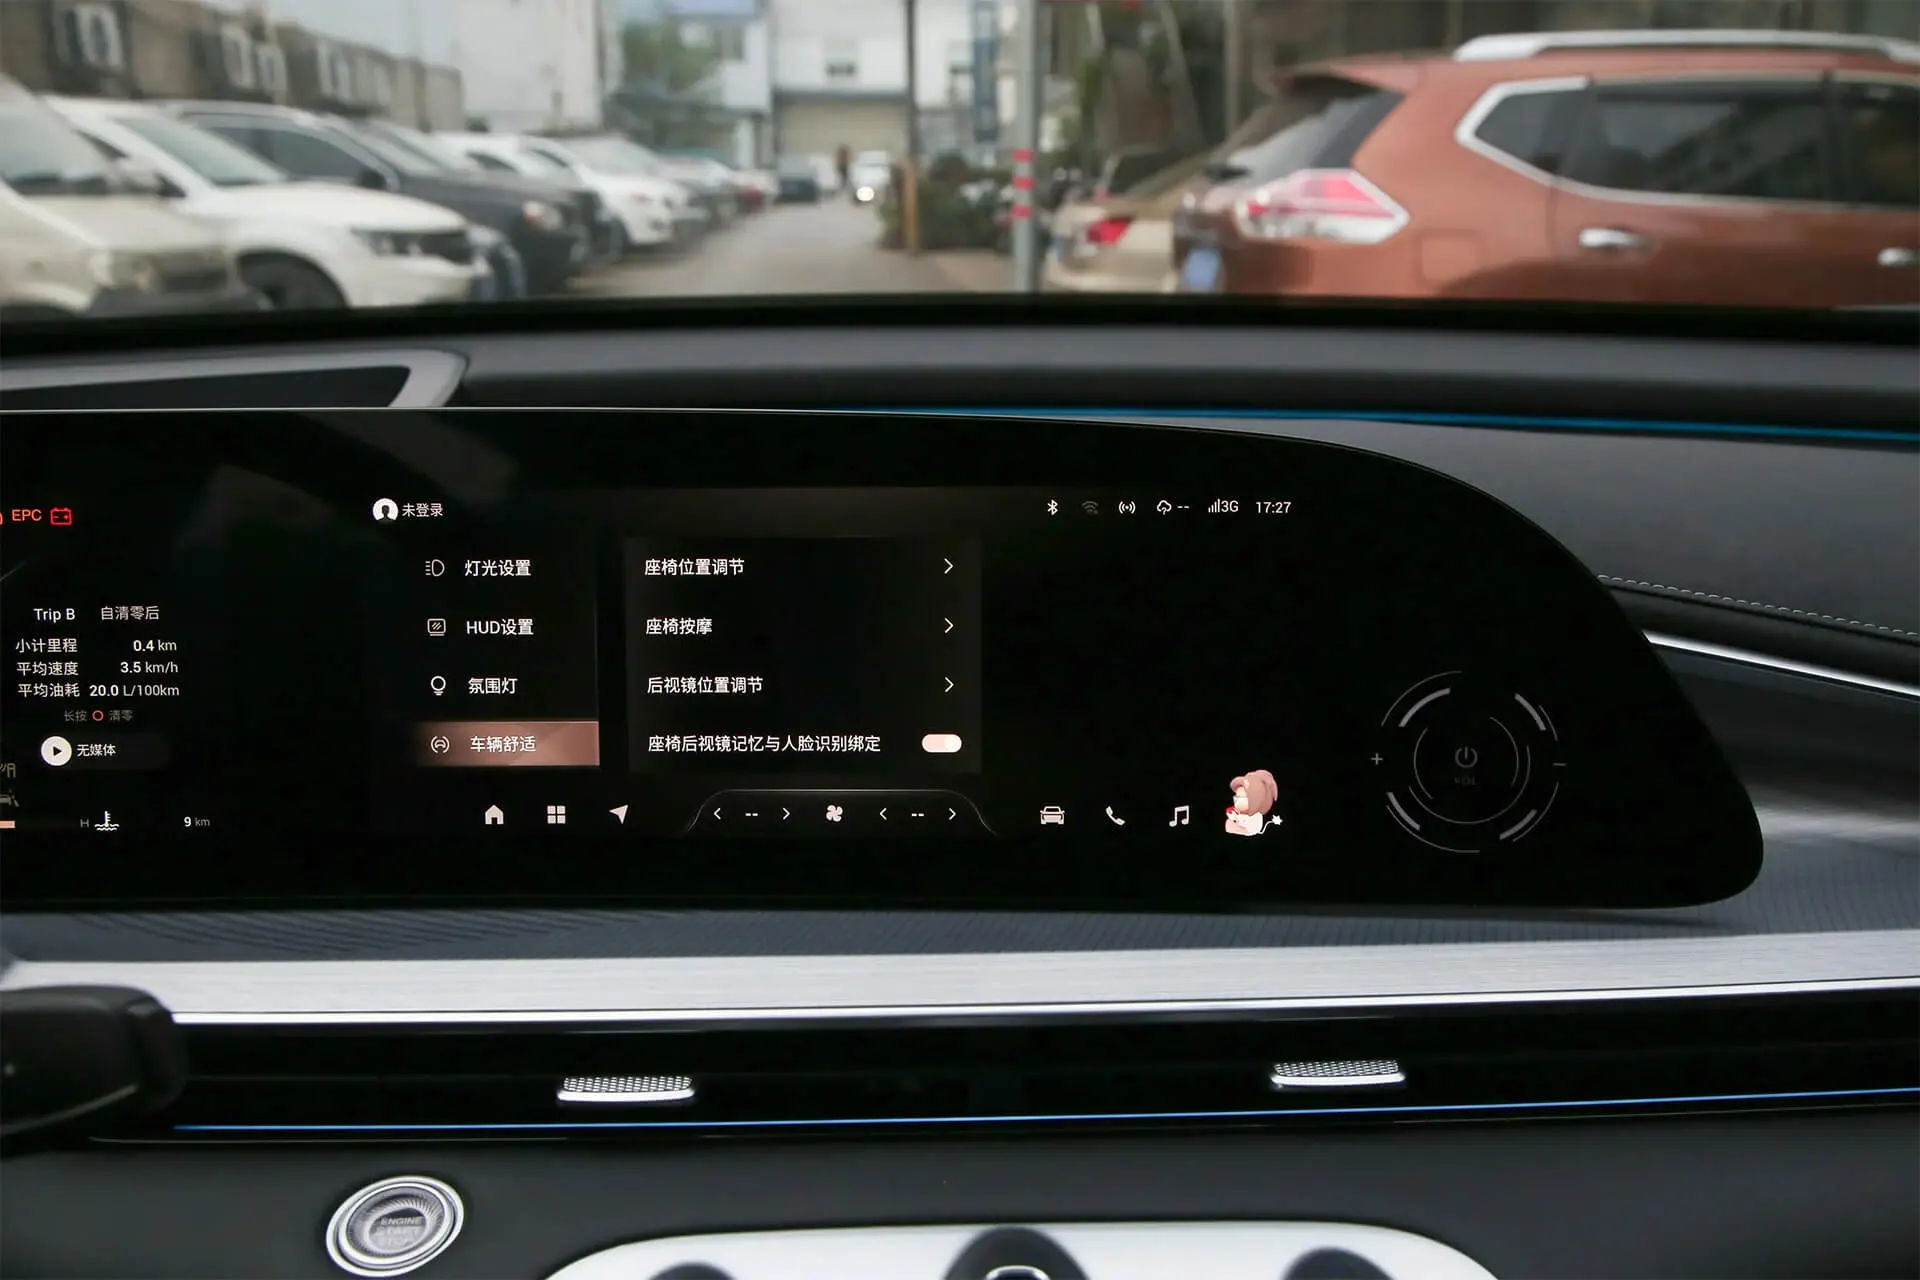 EPC
未登录
3G 17:27
灯光设置
座椅位置调节
Trip B 自清零后
HUD设置
座椅按摩
小计里程 0.4 km
平均速度 3.5 km/h
平均油耗 20.0 L/100km
氛围灯
后视镜位置调节
长按 清零
无媒体
车辆舒适
座椅后视镜记忆与人脸识别绑定
+ VOL −
H 9 km
-- --
ENGINE
START
STOP